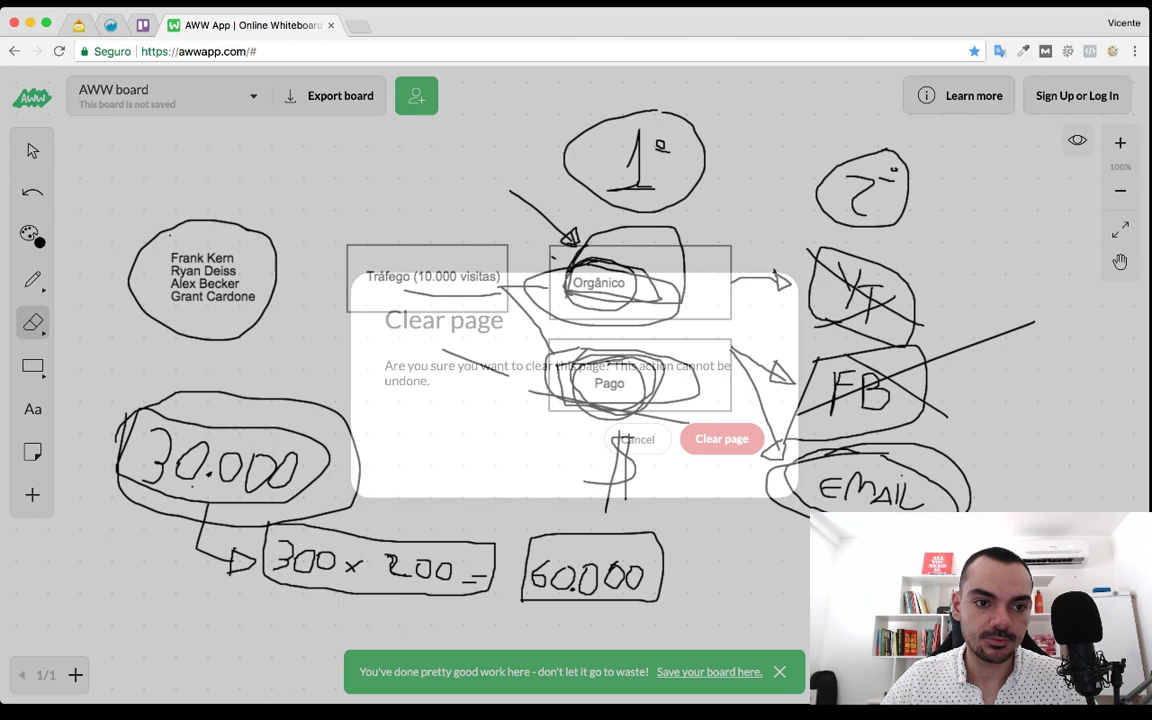 AWW App | Online Whiteboard
Vicente
Seguro
https://awwapp.com/#
AWW
AWW board
This board is not saved
Export board
Learn more
Sign Up or Log In
100%
1º
2º
Frank Kern
Ryan Deiss
Alex Becker
Grant Cardone
Tráfego (10.000 visitas)
Orgânico
YT
Clear page
Are you sure you want to clear this page? This action cannot be
undone.
Pago
FB
Cancel
Clear page
$
30.000
EMAIL
300 x 200 =
60.000
Aa
1/1
You've done pretty good work here - don't let it go to waste!
Save your board here.